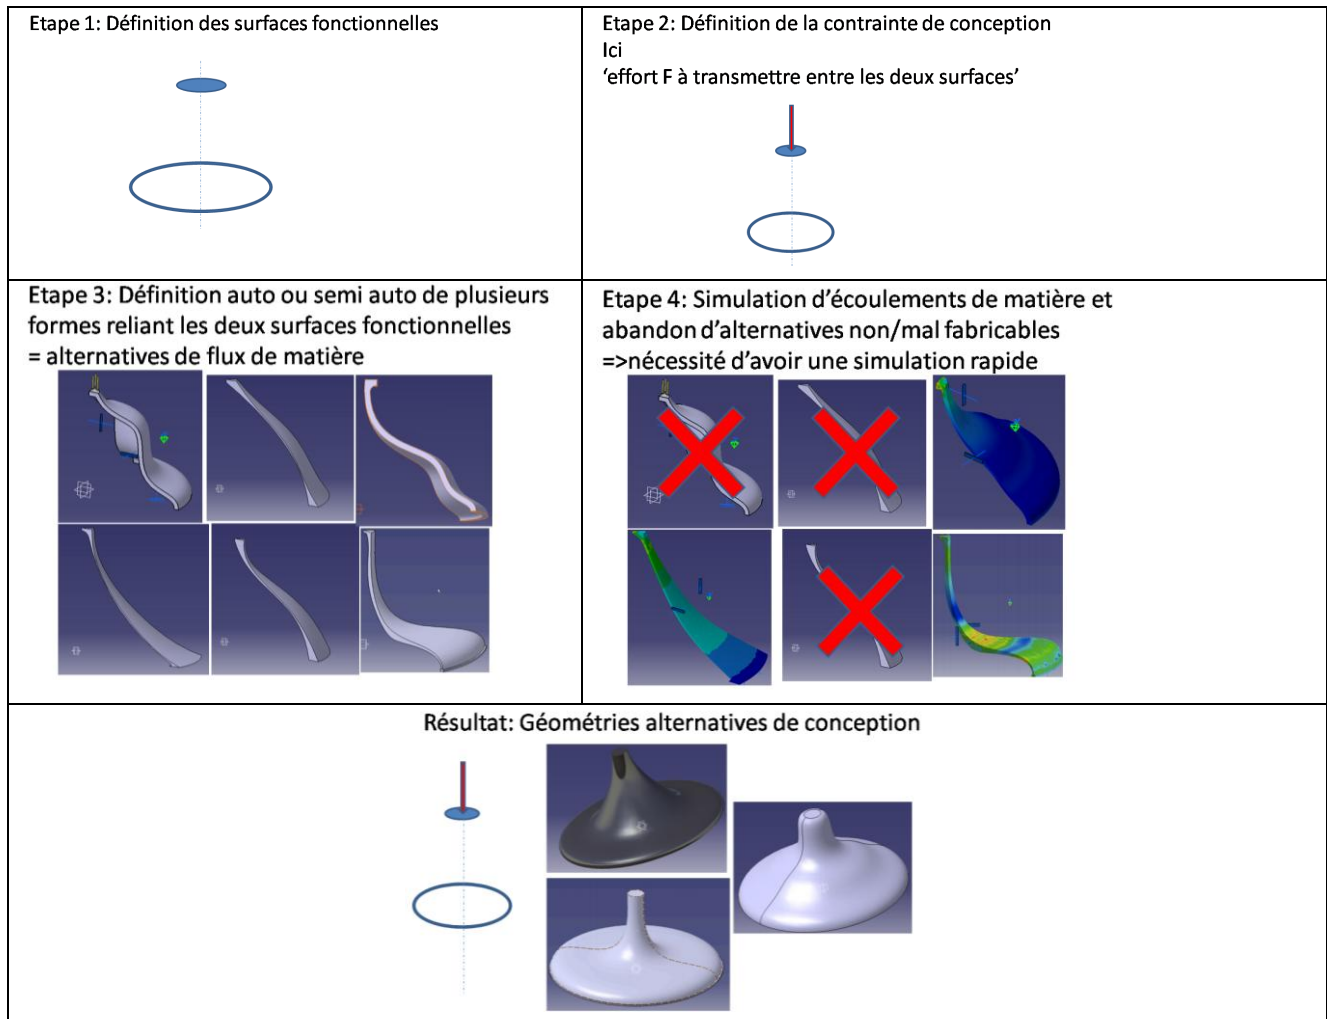 Etape 1: Définition des surfaces fonctionnelles
Etape 2: Définition de la contrainte de conception
Ici
‘effort F à transmettre entre les deux surfaces’
Etape 3: Définition auto ou semi auto de plusieurs
formes reliant les deux surfaces fonctionnelles
= alternatives de flux de matière
Etape 4: Simulation d’écoulements de matière et
abandon d’alternatives non/mal fabricables
=>nécessité d’avoir une simulation rapide
Résultat: Géométries alternatives de conception